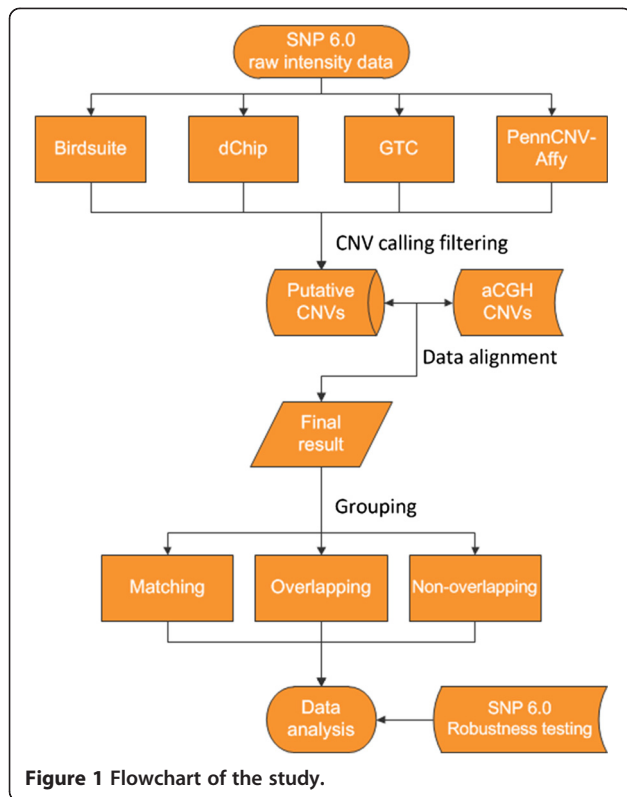 SNP 6.0
raw intensity data
Birdsuite
dChip
GTC
PennCNV-
Affy
CNV calling filtering
Putative
CNVs
aCGH
CNVs
Data alignment
Final
result
Grouping
Matching
Overlapping
Non-overlapping
Data
analysis
SNP 6.0
Robustness testing
Figure 1 Flowchart of the study.